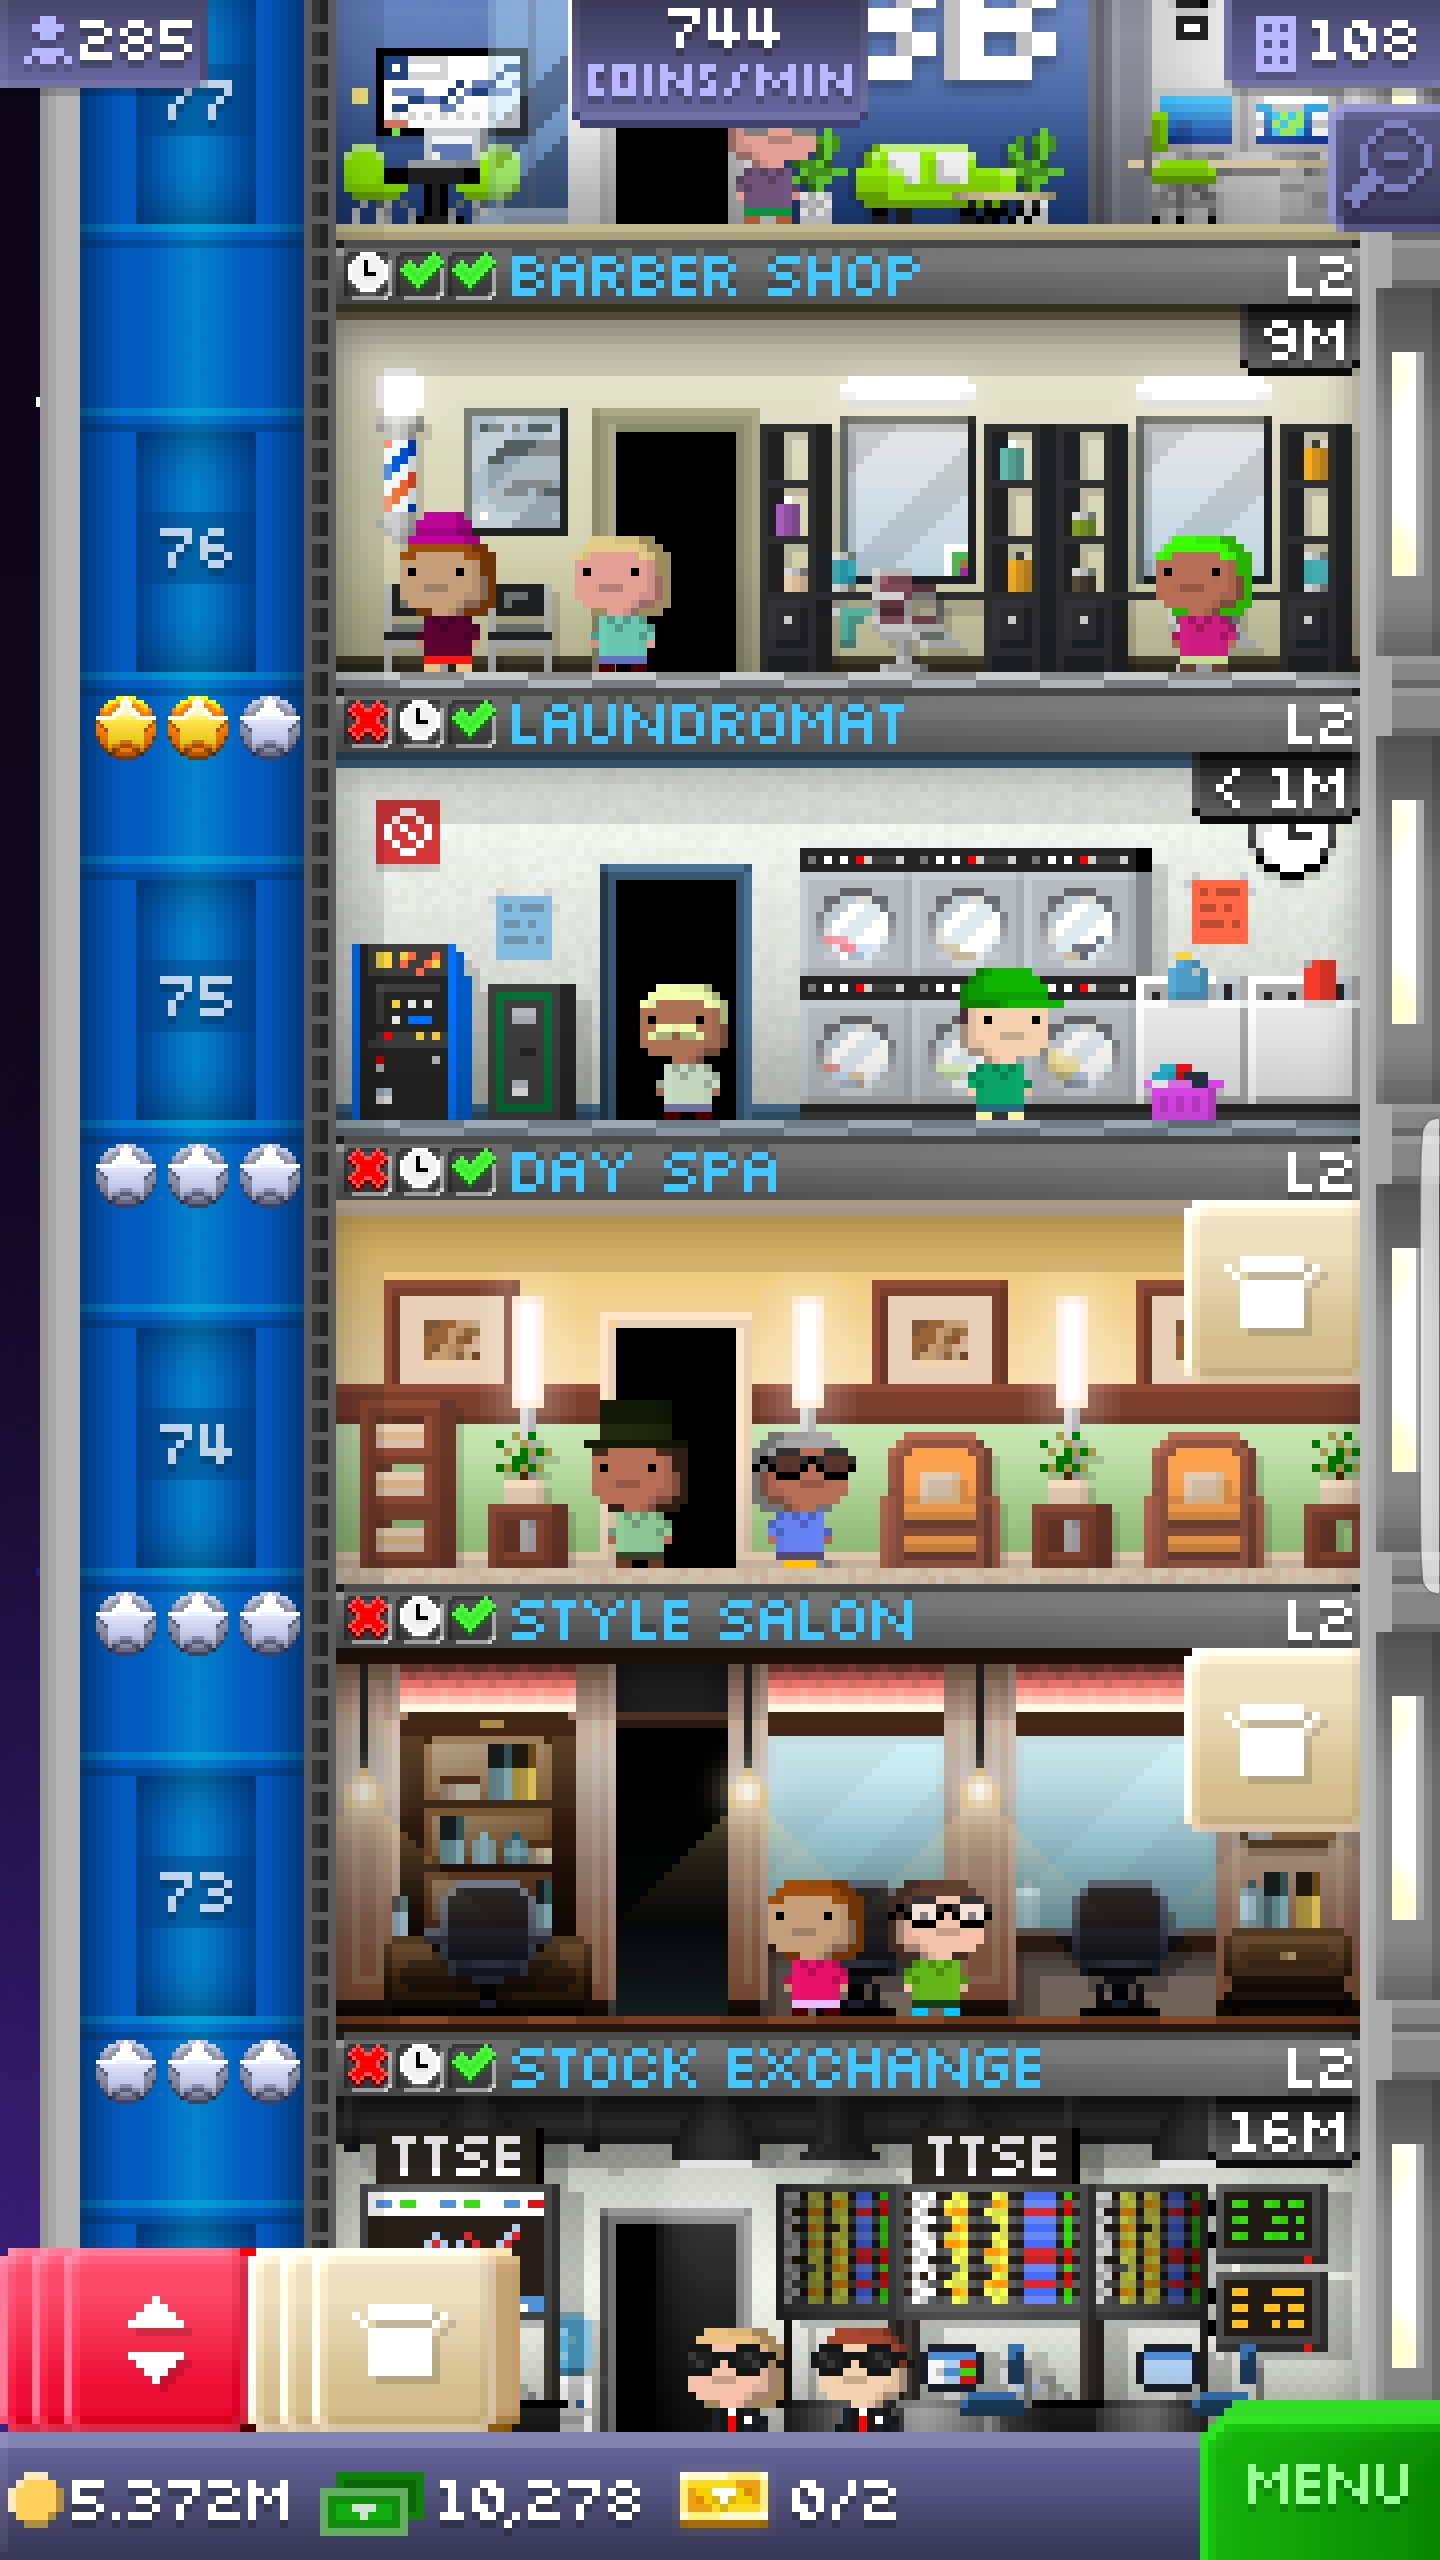 285
744
COINS/MIN
108
77
BARBER SHOP L2
9M
76
LAUNDROMAT L2
< 1M
75
DAY SPA L2
74
STYLE SALON L2
73
STOCK EXCHANGE L2
16M
TTSE TTSE
5.372M 10,278 0/2
MENU